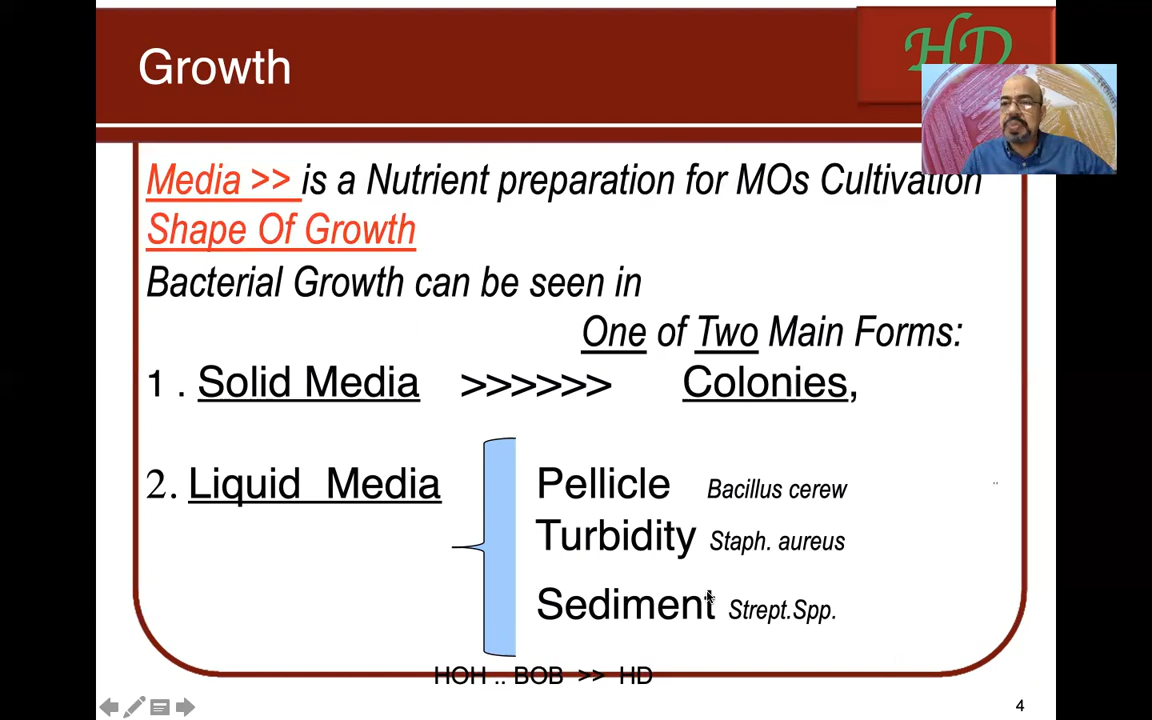 Growth
HD
Media >> is a Nutrient preparation for MOs Cultivation
Shape Of Growth
Bacterial Growth can be seen in
One of Two Main Forms:
1 . Solid Media >>>>>> Colonies,
2. Liquid Media
Pellicle Bacillus cerew
Turbidity Staph. aureus
Sediment Strept.Spp.
HOH .. BOB >> HD
4